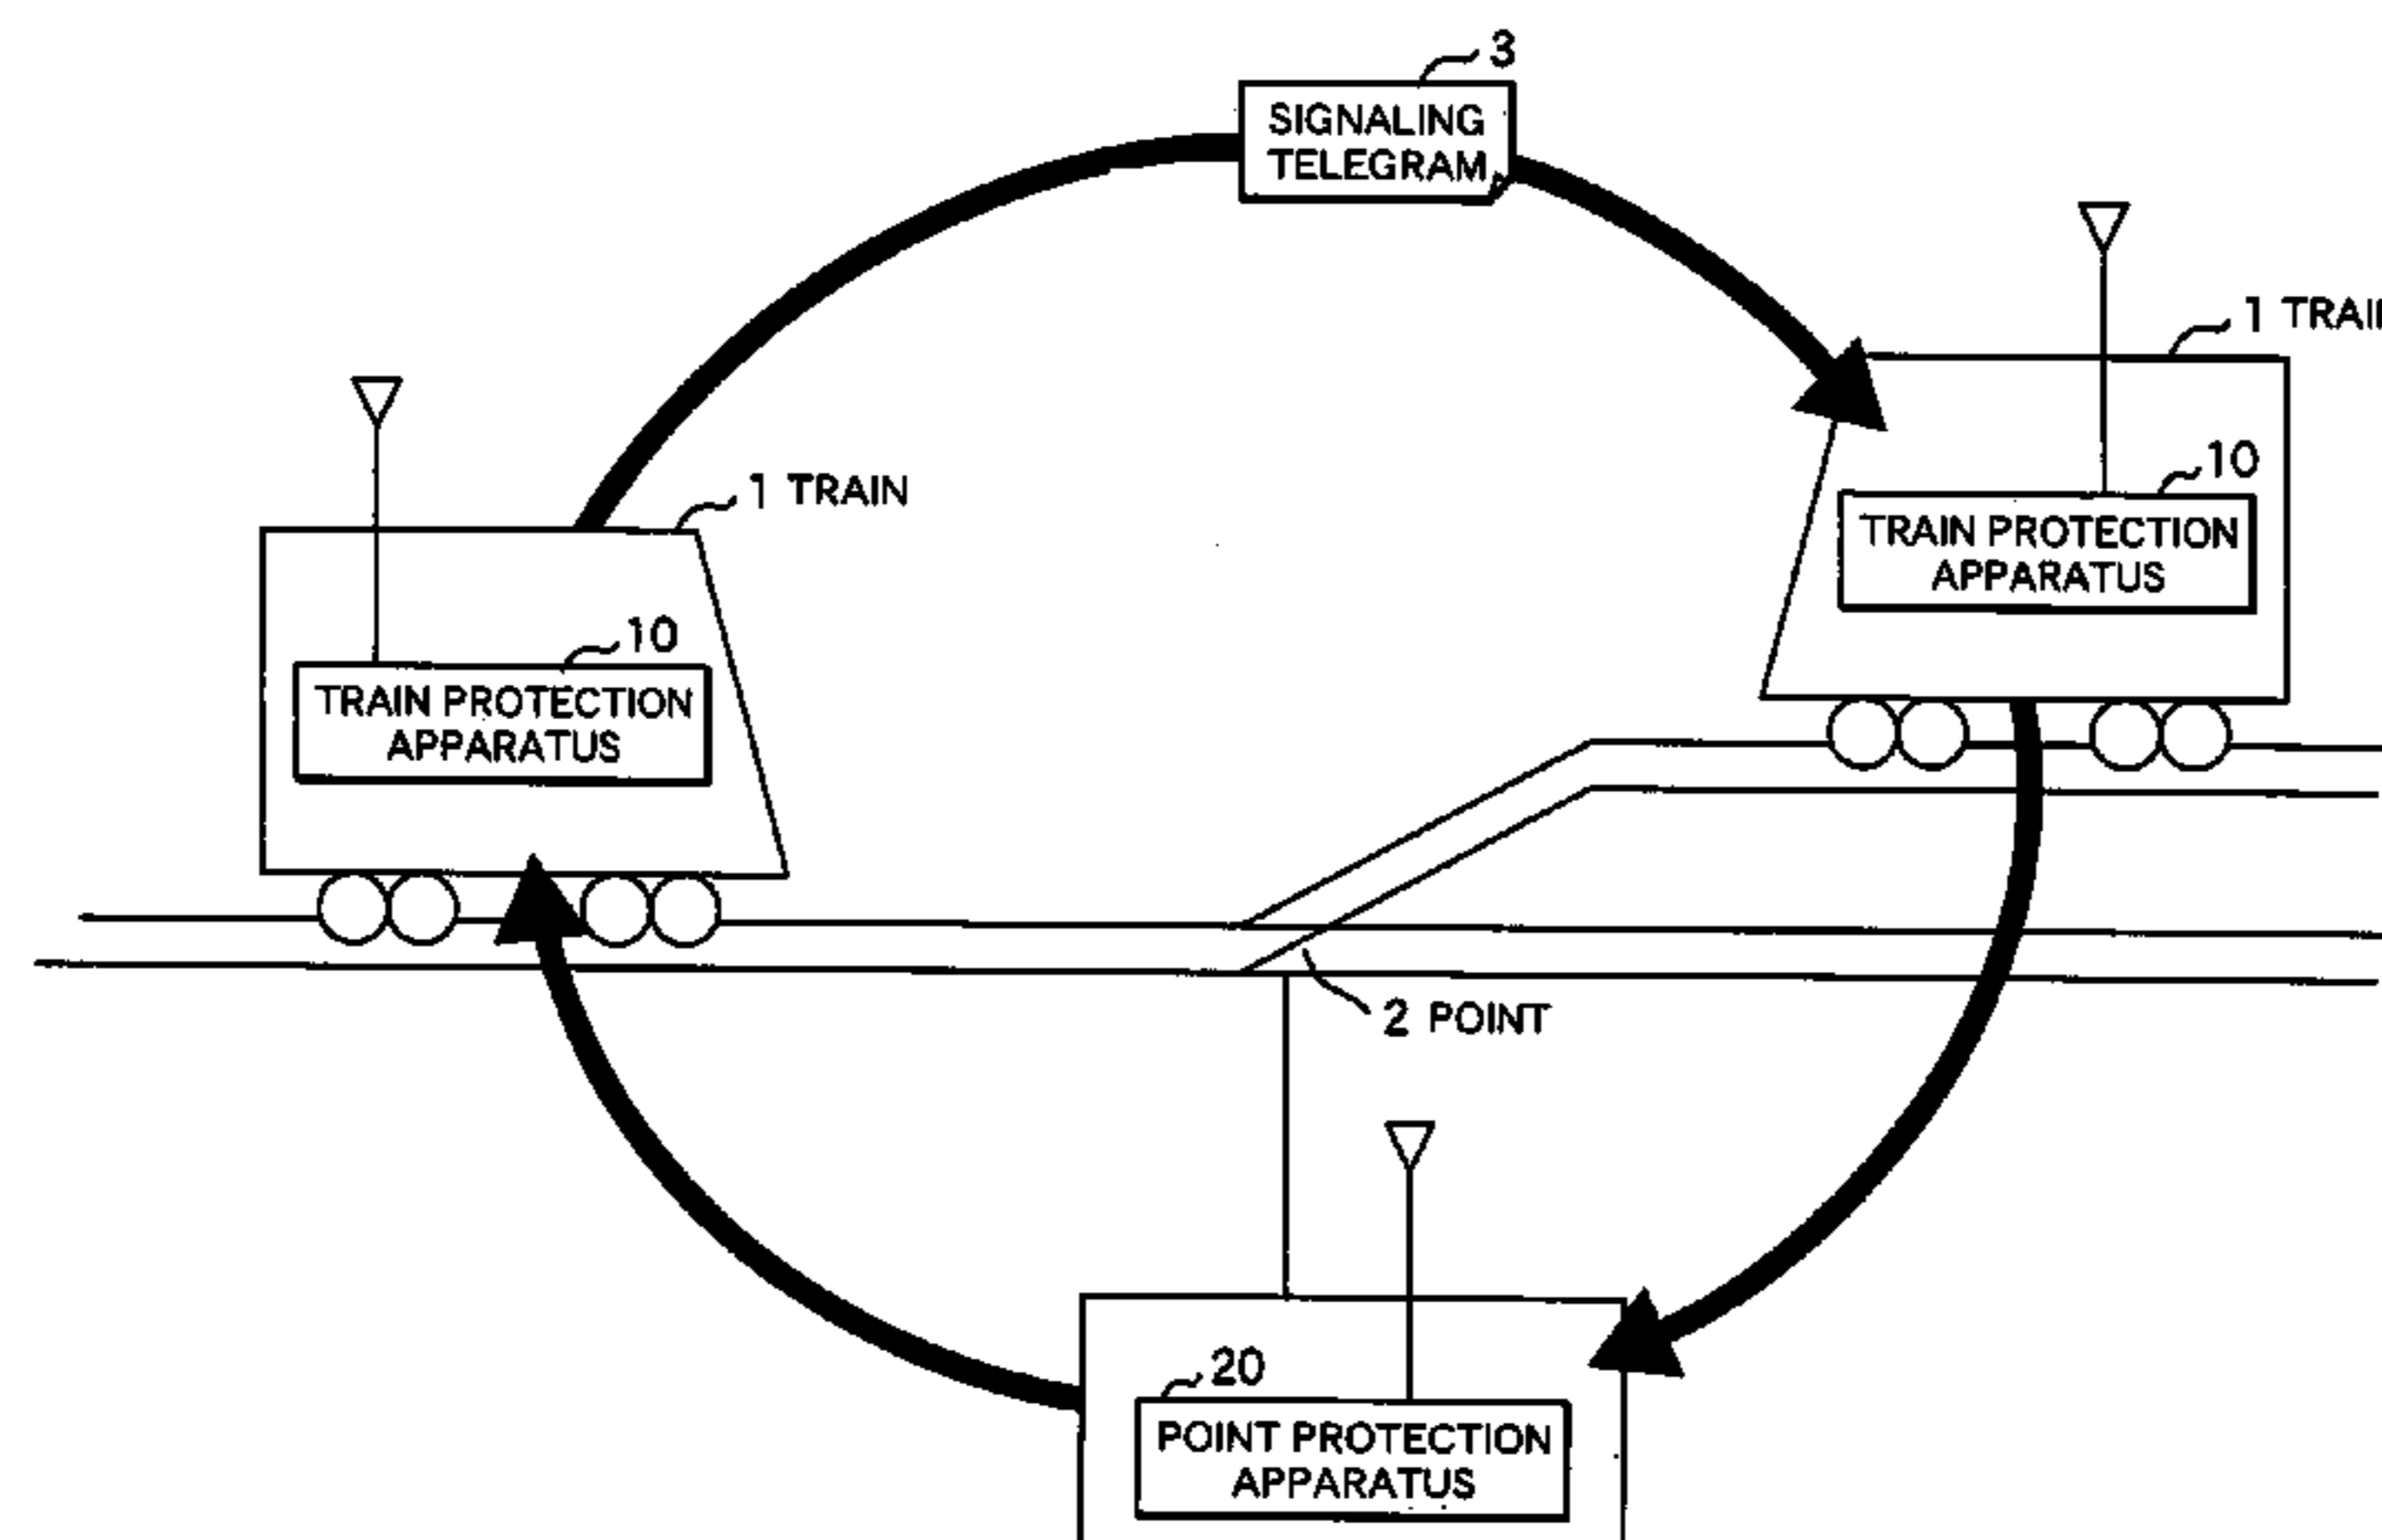 3
SIGNALING
TELEGRAM
1 TRAI
1 TRAIN
10
TRAIN PROTECTION
APPARATUS
10
TRAIN PROTECTION
APPARATUS
2 POINT
20
POINT PROTECTION
APPARATUS